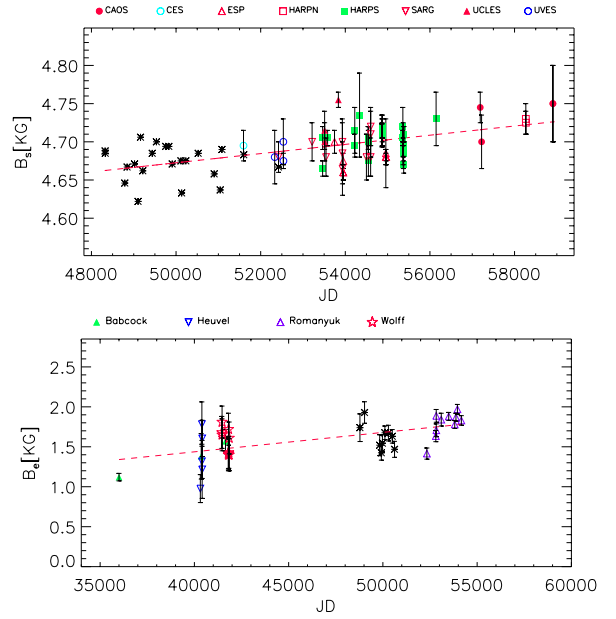 CAOS CES ESP HARPN HARPS SARG UCLES UVES
4.80
4.75
4.70
4.65
4.60
Bs[KG]
48000 50000 52000 54000 56000 58000
JD
Babcock Heuvel Romanyuk Wolff
2.5
2.0
1.5
1.0
0.5
0.0
Be[KG]
35000 40000 45000 50000 55000 60000
JD